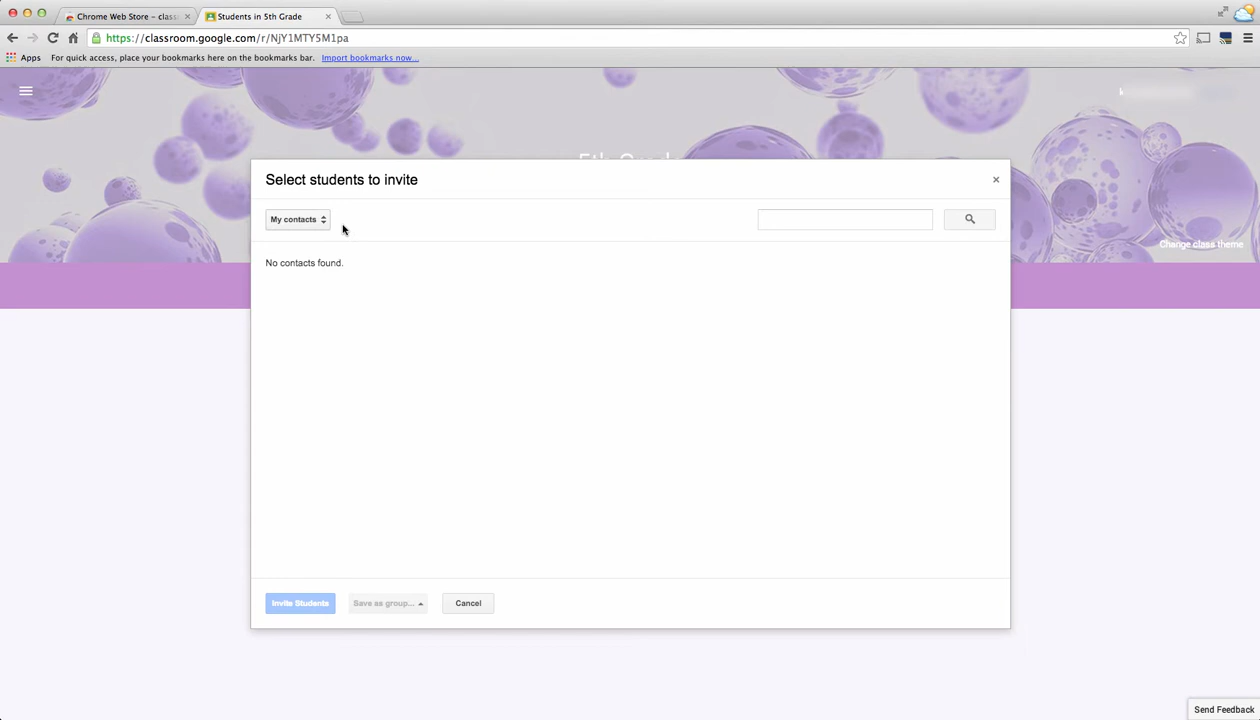 Chrome Web Store - class
Students in 5th Grade
https://classroom.google.com/r/NjY1MTY5M1pa
Apps For quick access, place your bookmarks here on the bookmarks bar. Import bookmarks now...
5th Grade
Select students to invite
My contacts
Change class theme
No contacts found.
Invite Students Save as group... Cancel
Send Feedback